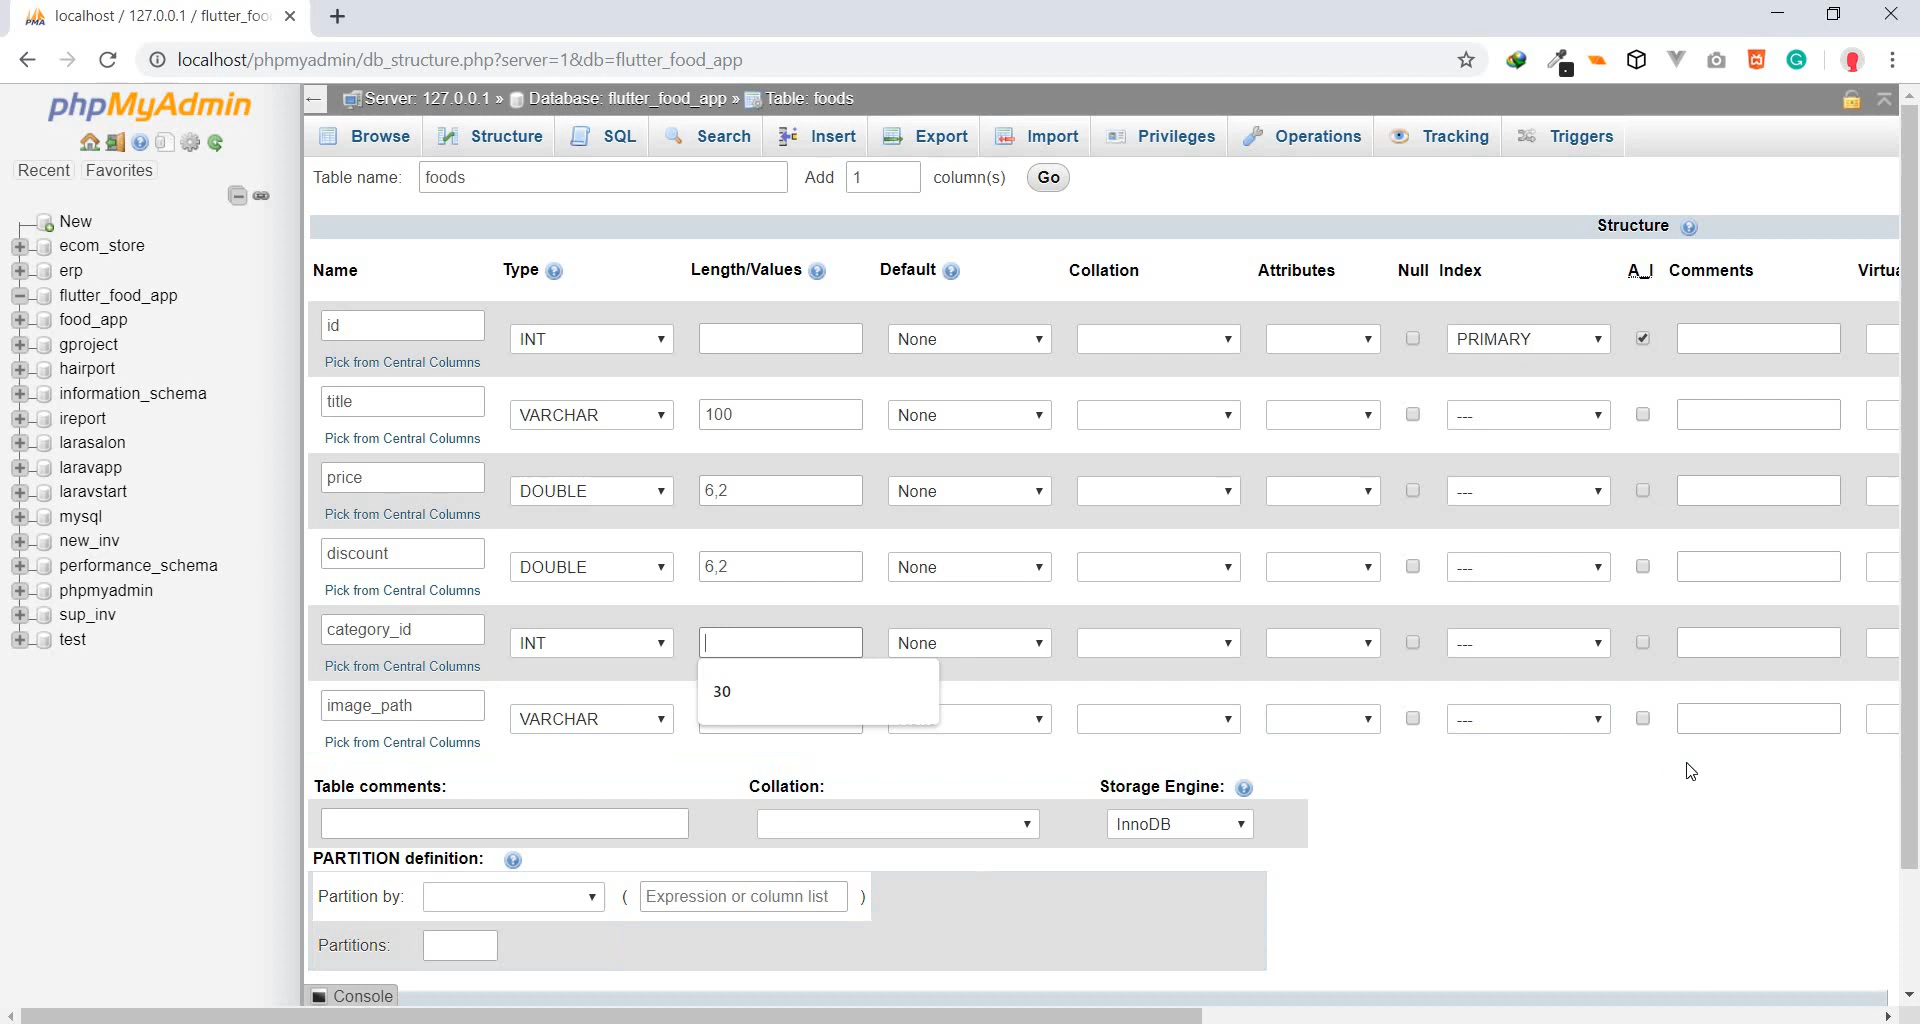 localhost / 127.0.0.1 / flutter_foo
localhost/phpmyadmin/db_structure.php?server=1&db=flutter_food_app
phpMyAdmin
Recent Favorites
New
ecom_store
erp
flutter_food_app
food_app
gproject
hairport
information_schema
ireport
larasalon
laravapp
laravstart
mysql
new_inv
performance_schema
phpmyadmin
sup_inv
test
Server: 127.0.0.1 » Database: flutter_food_app » Table: foods
Browse Structure SQL Search Insert Export Import Privileges Operations Tracking Triggers
Table name: foods Add 1 column(s) Go
Structure
Name Type Length/Values Default Collation Attributes Null Index A_I Comments Virtua
id INT None PRIMARY
Pick from Central Columns
title VARCHAR 100 None ---
Pick from Central Columns
price DOUBLE 6,2 None ---
Pick from Central Columns
discount DOUBLE 6,2 None ---
Pick from Central Columns
category_id INT None ---
Pick from Central Columns
30
image_path VARCHAR ---
Pick from Central Columns
Table comments: Collation: Storage Engine:
InnoDB
PARTITION definition:
Partition by: ( Expression or column list )
Partitions:
Console